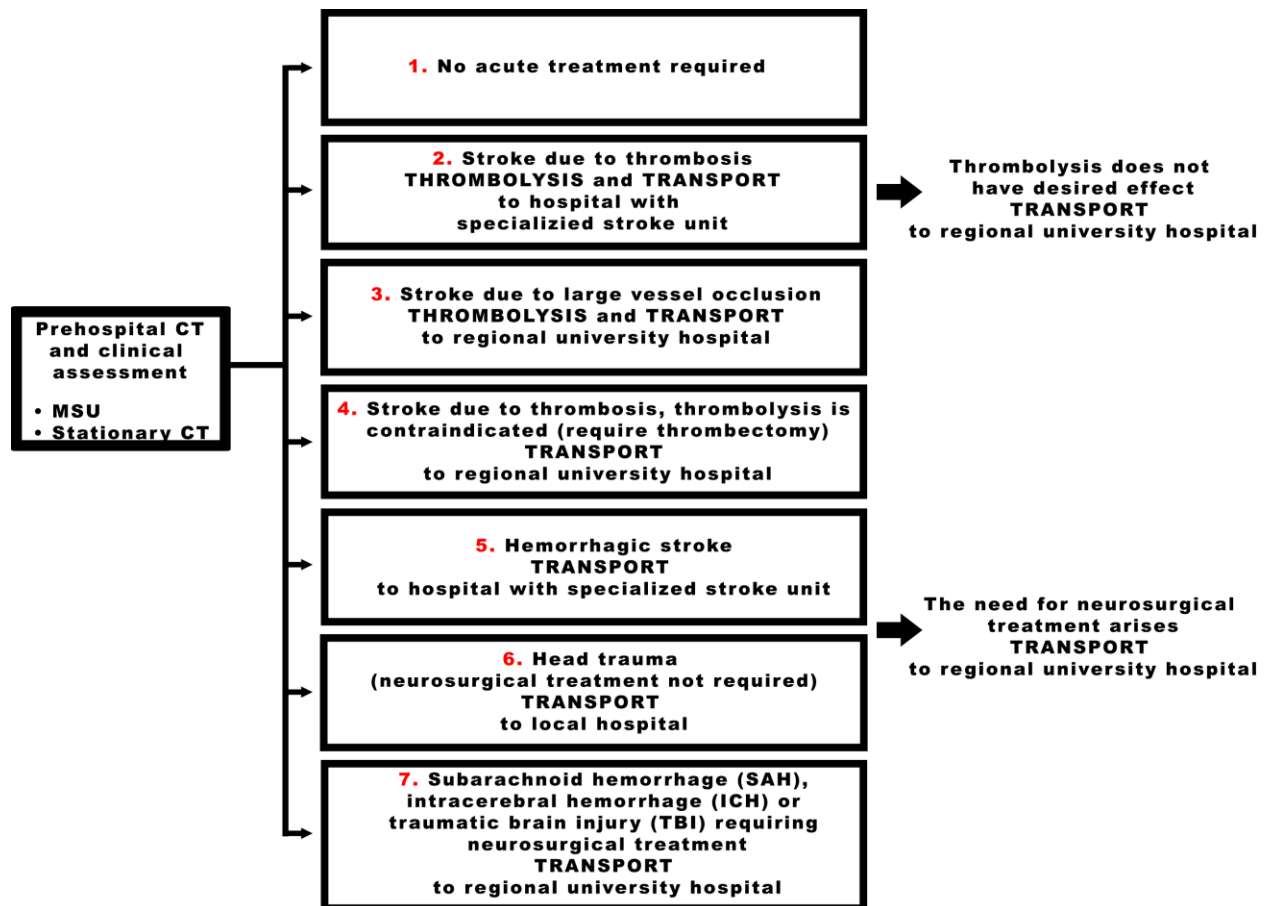 Prehospital CT
and clinical
assessment
• MSU
• Stationary CT
1. No acute treatment required
2. Stroke due to thrombosis
THROMBOLYSIS and TRANSPORT
to hospital with
specializied stroke unit
Thrombolysis does not
have desired effect
TRANSPORT
to regional university hospital
3. Stroke due to large vessel occlusion
THROMBOLYSIS and TRANSPORT
to regional university hospital
4. Stroke due to thrombosis, thrombolysis is
contraindicated (require thrombectomy)
TRANSPORT
to regional university hospital
5. Hemorrhagic stroke
TRANSPORT
to hospital with specialized stroke unit
6. Head trauma
(neurosurgical treatment not required)
TRANSPORT
to local hospital
The need for neurosurgical
treatment arises
TRANSPORT
to regional university hospital
7. Subarachnoid hemorrhage (SAH),
intracerebral hemorrhage (ICH) or
traumatic brain injury (TBI) requiring
neurosurgical treatment
TRANSPORT
to regional university hospital